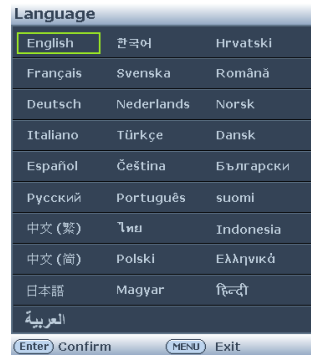 Language
English 한국어 Hrvatski
Français Svenska Română
Deutsch Nederlands Norsk
Italiano Türkçe Dansk
Español Čeština Български
Русский Português suomi
中文 (繁) ไทย Indonesia
中文 (简) Polski Ελληνικά
日本語 Magyar हिन्दी
العربية
Enter Confirm MENU Exit